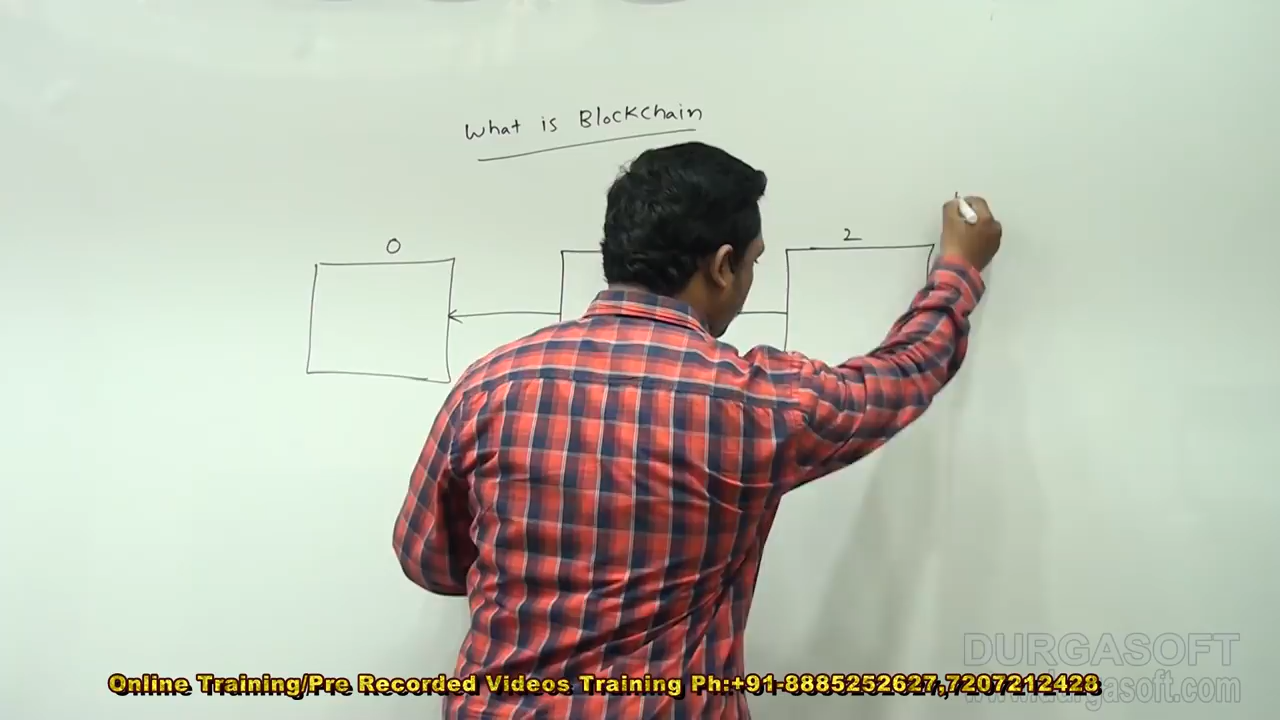 What is Blockchain
0
2
DURGASOFT
www.durgasoft.com
Online Training/Pre Recorded Videos Training Ph:+91-8885252627,7207212428